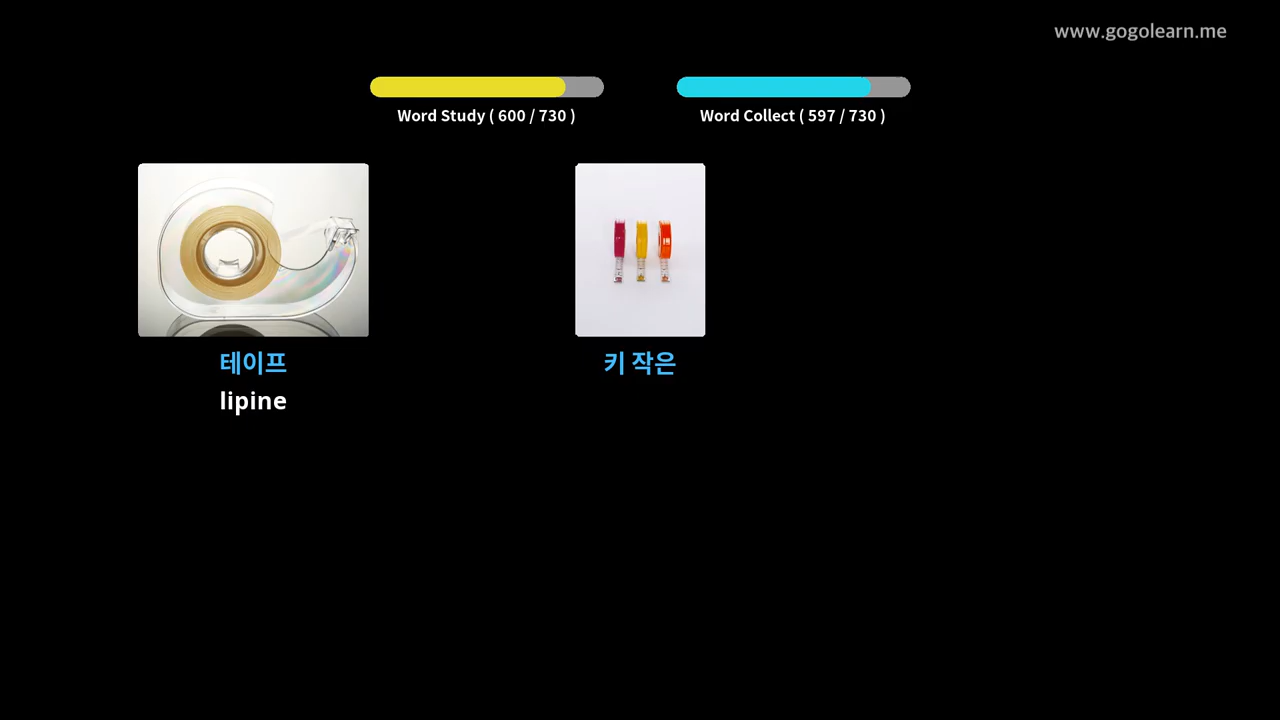 www.gogolearn.me
Word Study ( 600 / 730 )
Word Collect ( 597 / 730 )
테이프
키 작은
lipine